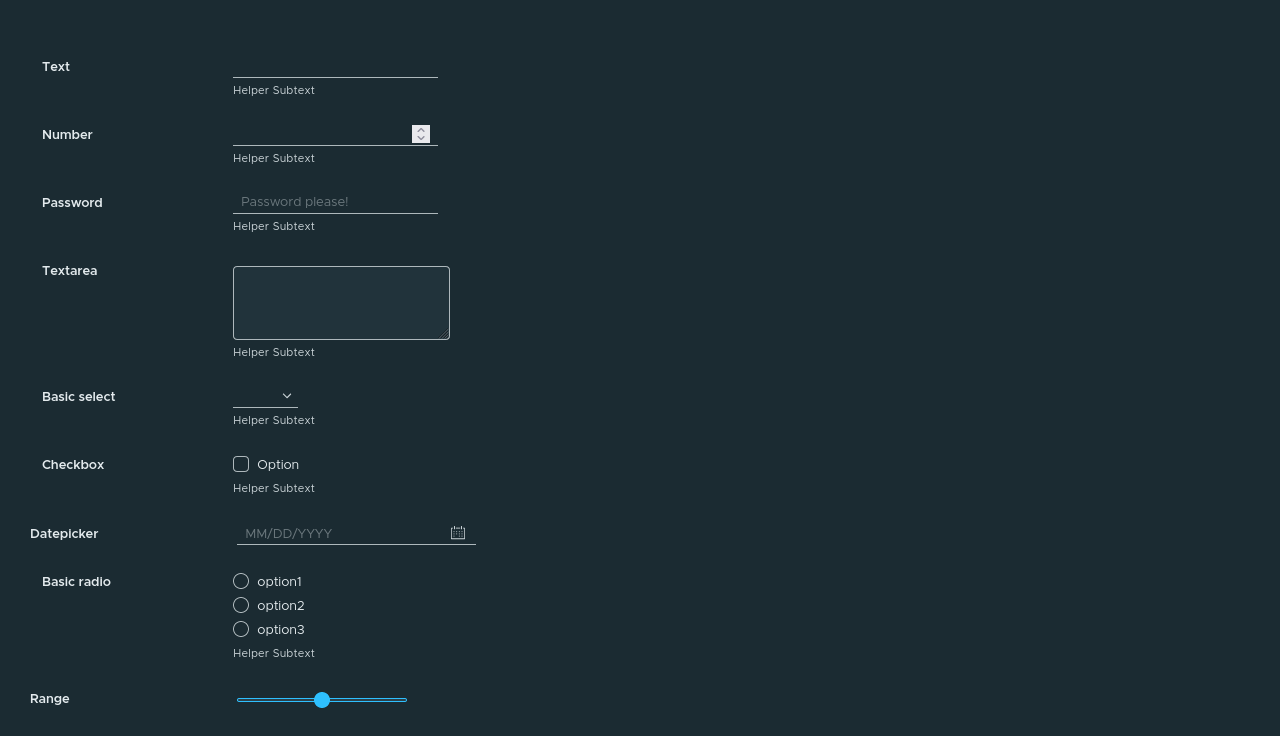 Text
Helper Subtext
Number
Helper Subtext
Password
Password please!
Helper Subtext
Textarea
Helper Subtext
Basic select
Helper Subtext
Checkbox
Option
Helper Subtext
Datepicker
MM/DD/YYYY
Basic radio
option1
option2
option3
Helper Subtext
Range